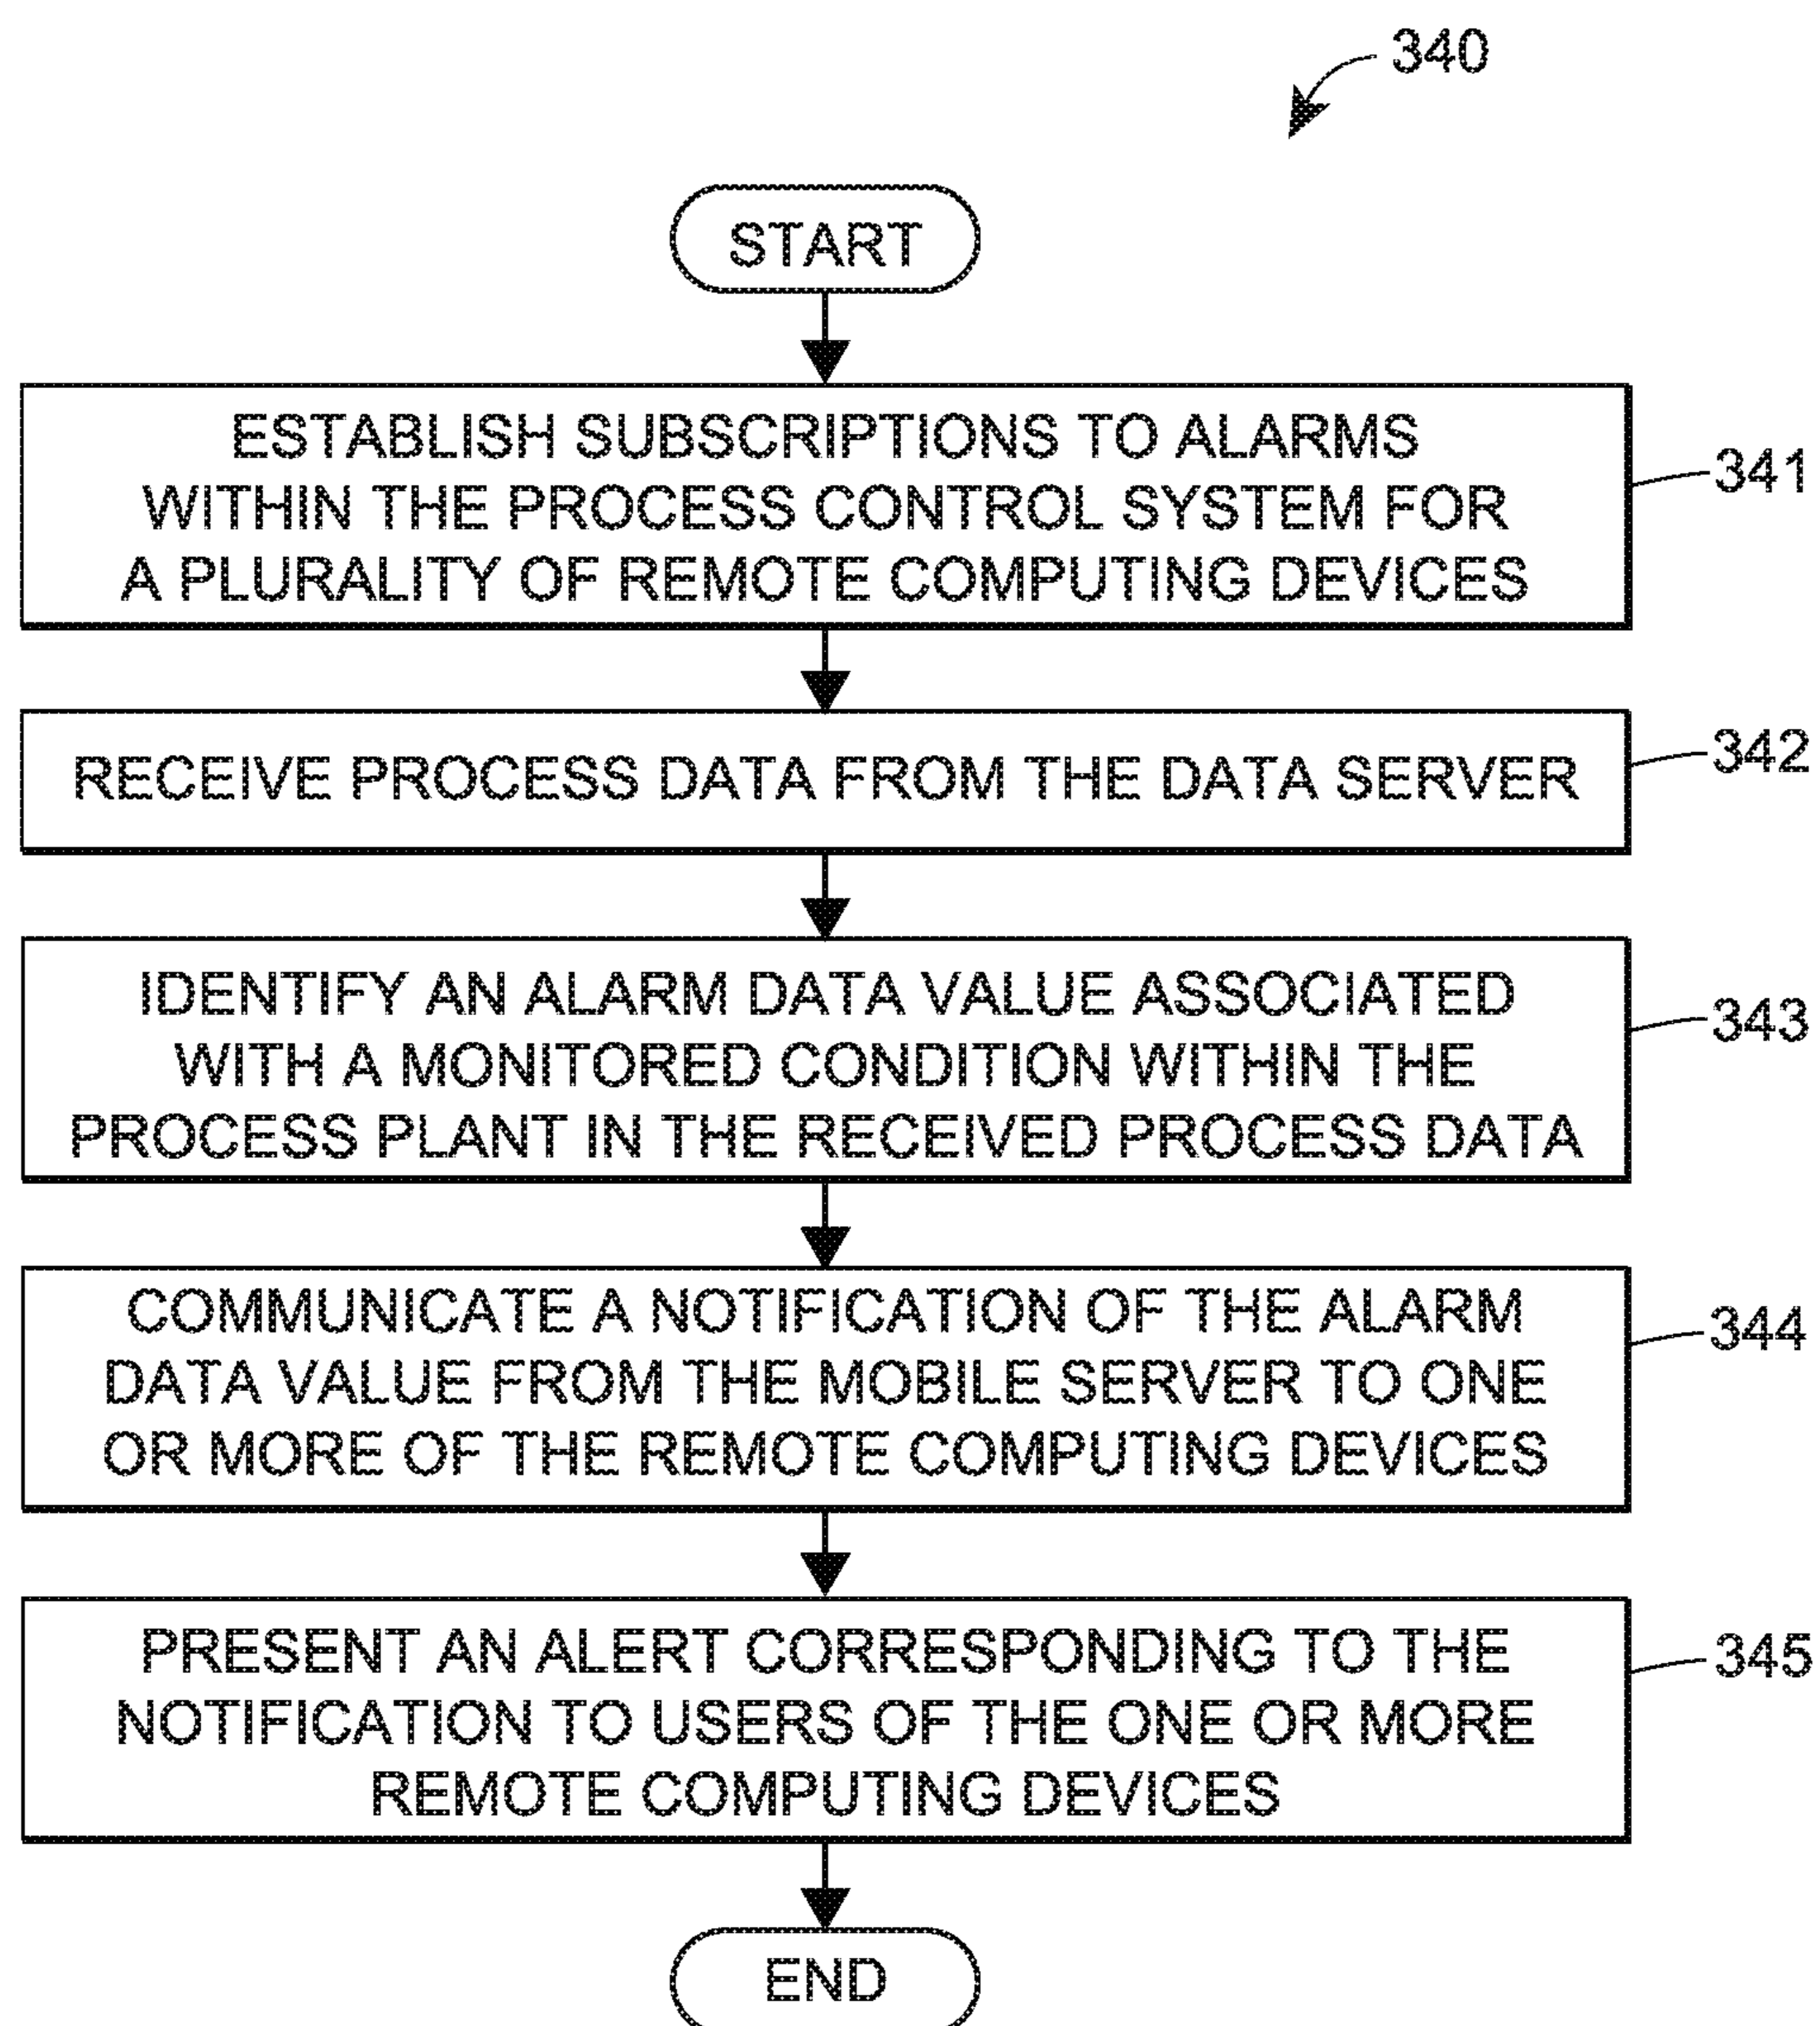 340
START
ESTABLISH SUBSCRIPTIONS TO ALARMS
WITHIN THE PROCESS CONTROL SYSTEM FOR
A PLURALITY OF REMOTE COMPUTING DEVICES
341
RECEIVE PROCESS DATA FROM THE DATA SERVER
342
IDENTIFY AN ALARM DATA VALUE ASSOCIATED
WITH A MONITORED CONDITION WITHIN THE
PROCESS PLANT IN THE RECEIVED PROCESS DATA
343
COMMUNICATE A NOTIFICATION OF THE ALARM
DATA VALUE FROM THE MOBILE SERVER TO ONE
OR MORE OF THE REMOTE COMPUTING DEVICES
344
PRESENT AN ALERT CORRESPONDING TO THE
NOTIFICATION TO USERS OF THE ONE OR MORE
REMOTE COMPUTING DEVICES
345
END